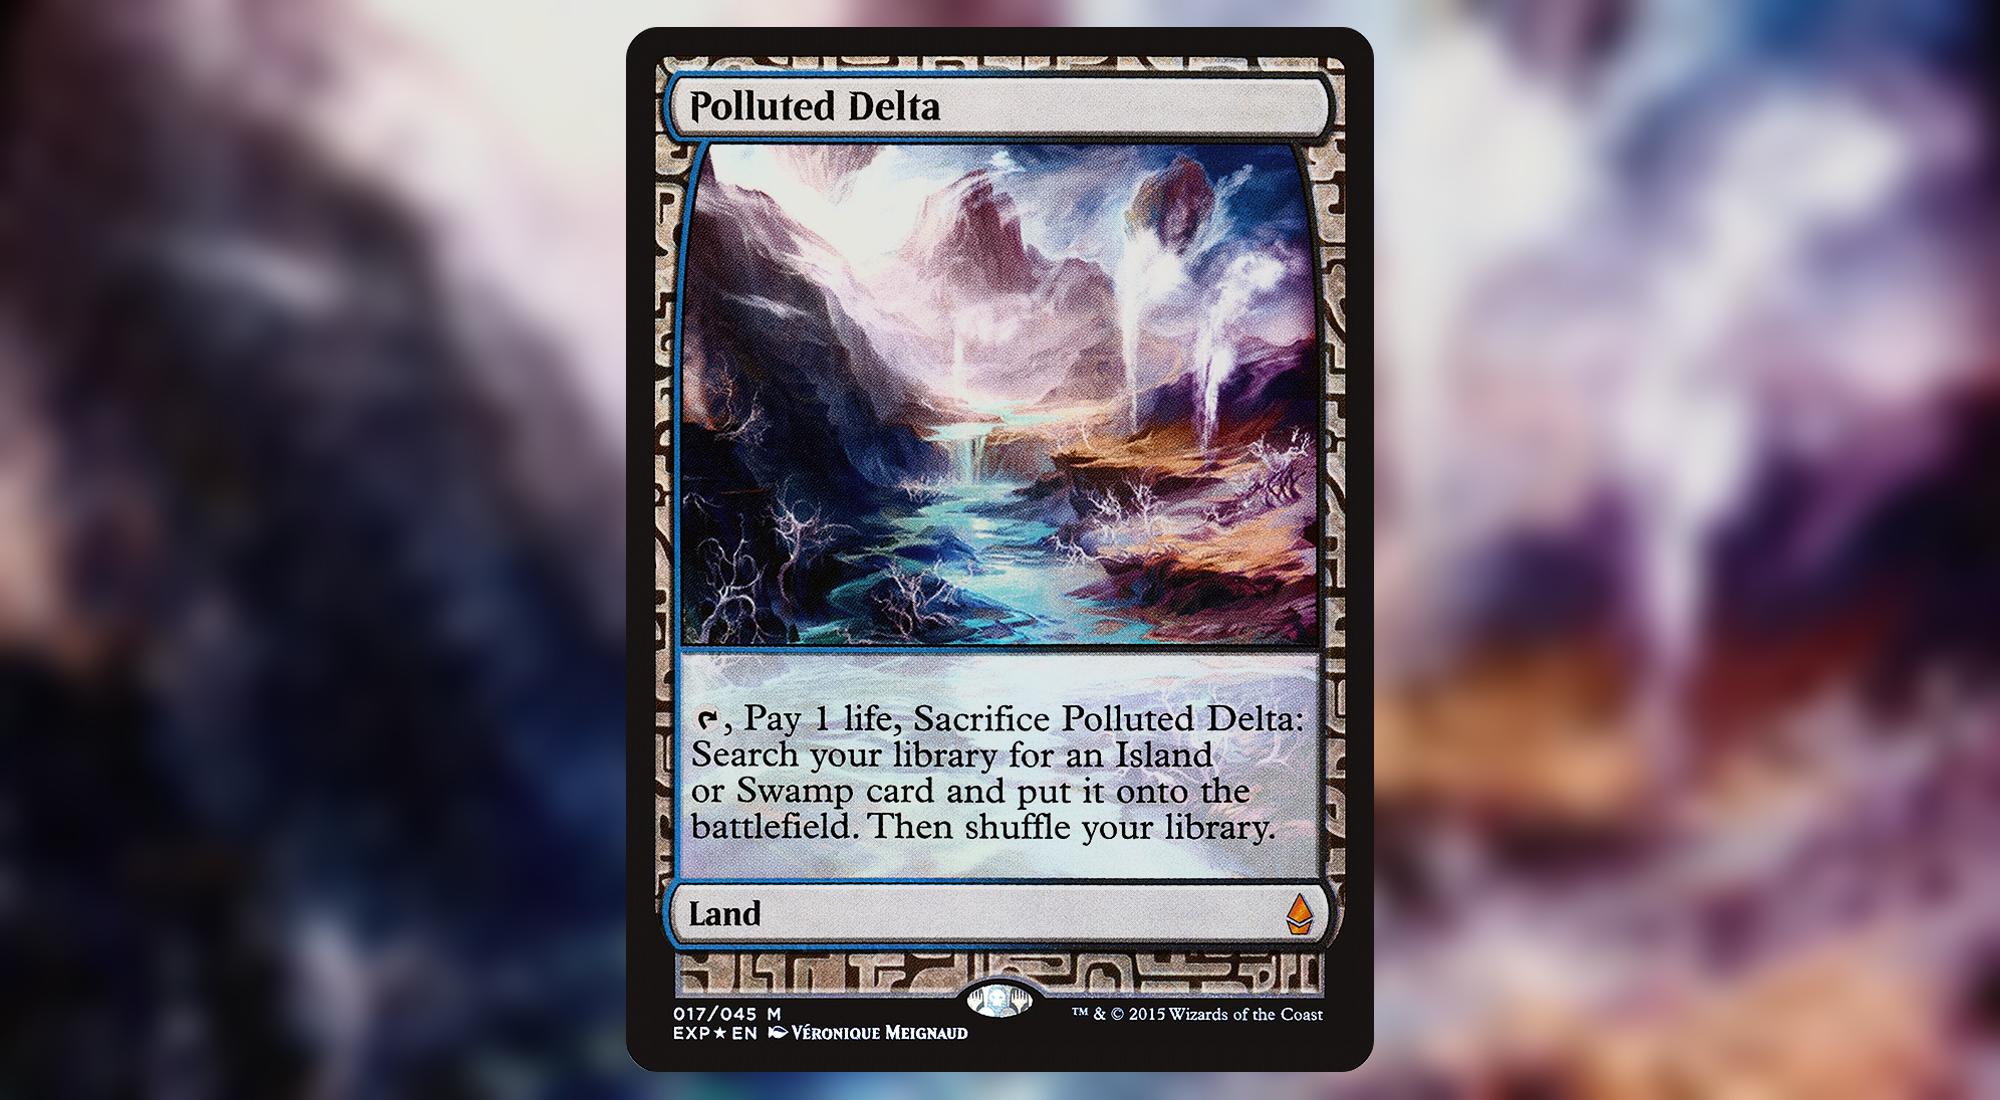 Polluted Delta
, Pay 1 life, Sacrifice Polluted Delta:
Search your library for an Island
or Swamp card and put it onto the
battlefield. Then shuffle your library.
Land
017/045 M
™ & © 2015 Wizards of the Coast
EXP★EN VÉRONIQUE MEIGNAUD